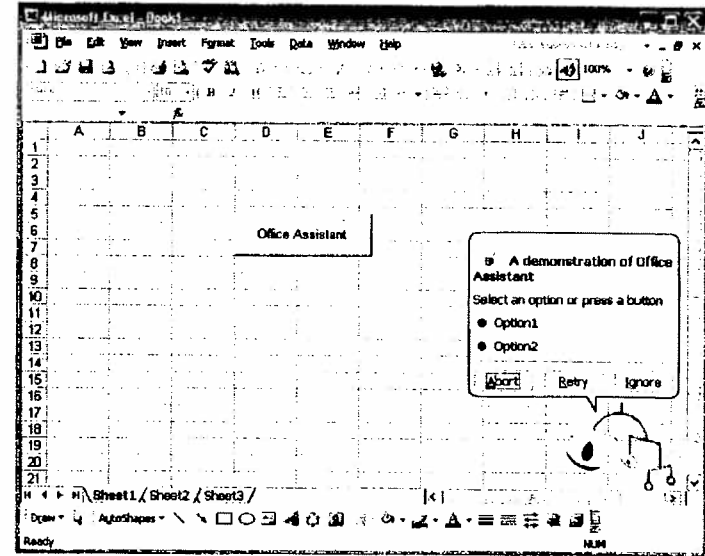 Microsoft Excel - Book1
File Edit View Insert Format Tools Data Window Help
100%
A B C D E F G H I J
1
2
3
4
5
6
Office Assistant
7
8
A demonstration of Office
9
Assistant
10
Select an option or press a button
11
12
Option1
13
Option2
14
15
Abort Retry Ignore
16
17
18
19
20
21
Sheet1 Sheet2 Sheet3
Draw AutoShapes
Ready NUM